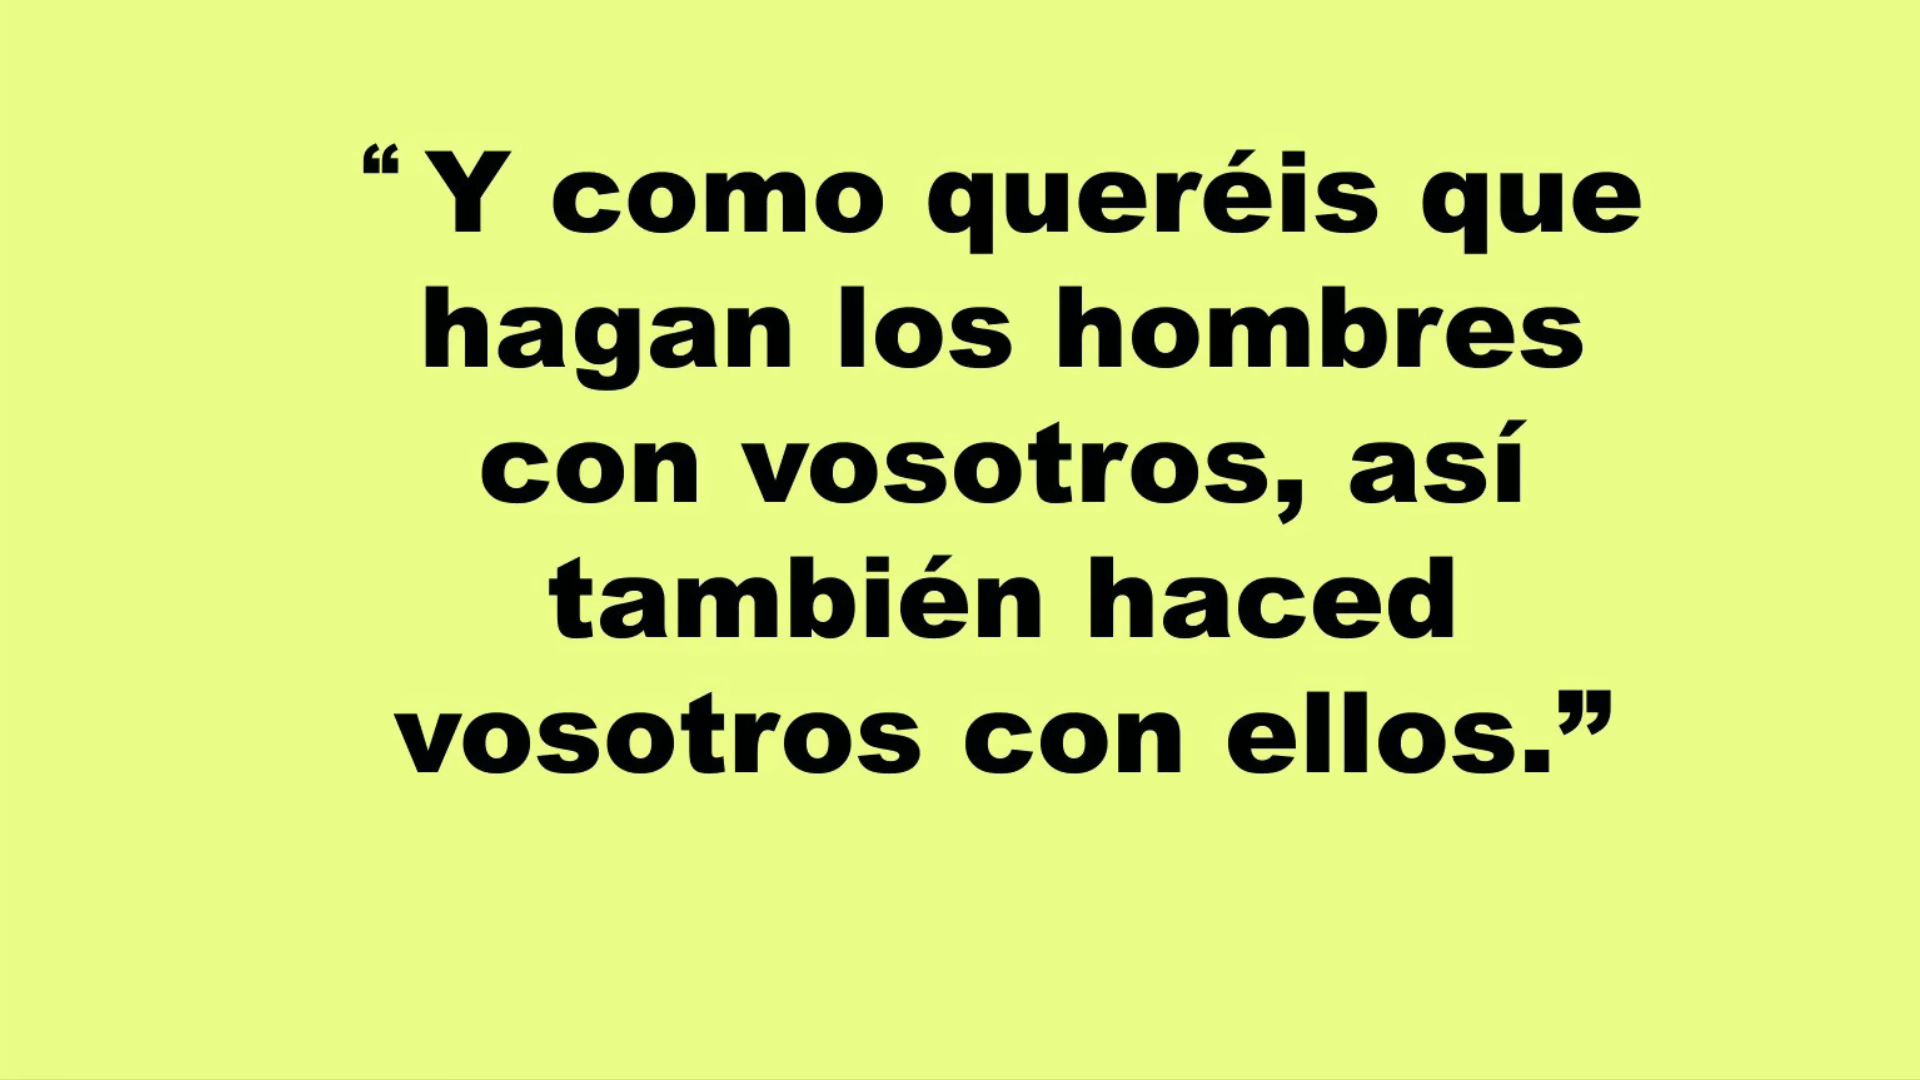 “ Y como queréis que
hagan los hombres
con vosotros, así
también haced
vosotros con ellos.”